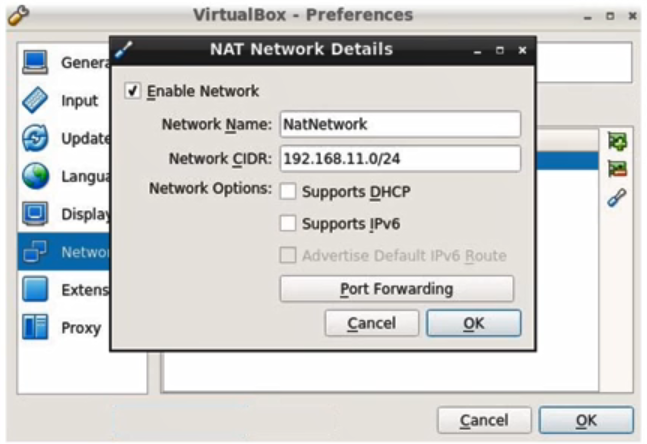 VirtualBox - Preferences
NAT Network Details
Genera
Input
Update
Langua
Display
Networ
Extens
Proxy
Enable Network
Network Name: NatNetwork
Network CIDR: 192.168.11.0/24
Network Options: Supports DHCP
Supports IPv6
Advertise Default IPv6 Route
Port Forwarding
Cancel OK
Cancel OK